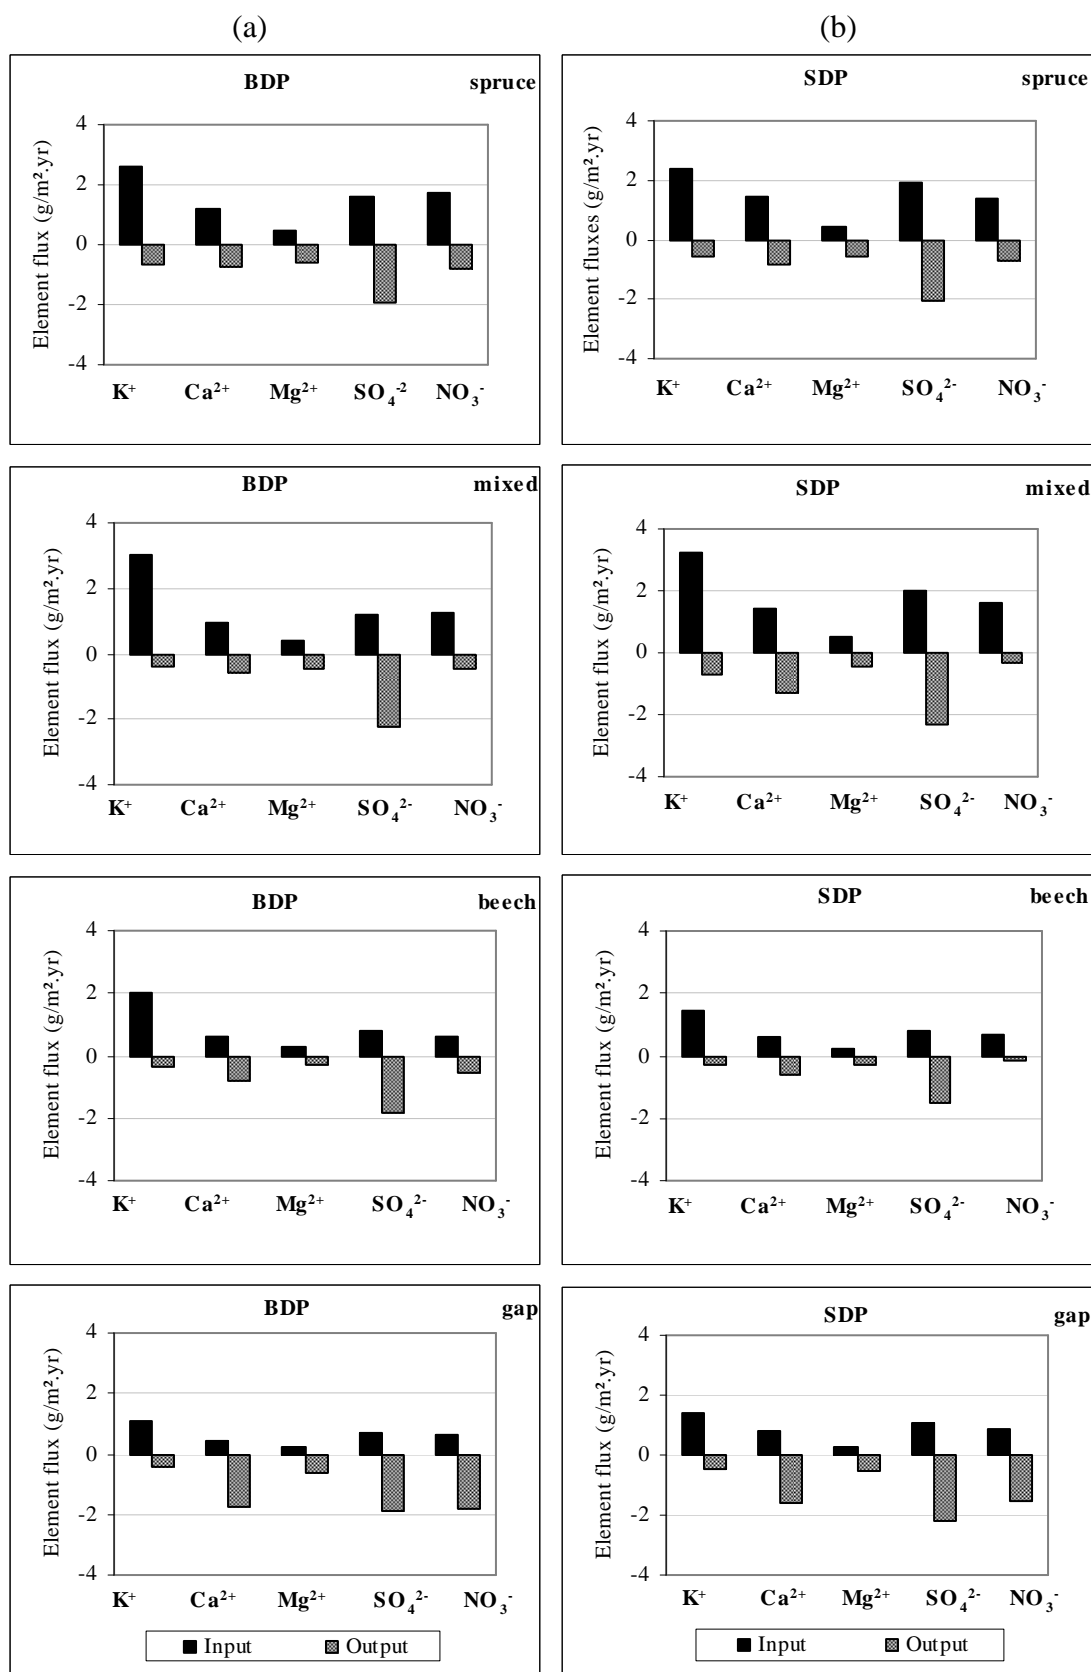 (a)
(b)
BDP
spruce
Element flux (g/m².yr)
4
2
0
-2
-4
K⁺ Ca²⁺ Mg²⁺ SO₄⁻² NO₃⁻
SDP
spruce
Element fluxes (g/m².yr)
4
2
0
-2
-4
K⁺ Ca²⁺ Mg²⁺ SO₄²⁻ NO₃⁻
BDP
mixed
Element flux (g/m².yr)
4
2
0
-2
-4
K⁺ Ca²⁺ Mg²⁺ SO₄²⁻ NO₃⁻
SDP
mixed
Element flux (g/m².yr)
4
2
0
-2
-4
K⁺ Ca²⁺ Mg²⁺ SO₄²⁻ NO₃⁻
BDP
beech
Element flux (g/m².yr)
4
2
0
-2
-4
K⁺ Ca²⁺ Mg²⁺ SO₄²⁻ NO₃⁻
SDP
beech
Element flux (g/m².yr)
4
2
0
-2
-4
K⁺ Ca²⁺ Mg²⁺ SO₄²⁻ NO₃⁻
BDP
gap
Element flux (g/m².yr)
4
2
0
-2
-4
K⁺ Ca²⁺ Mg²⁺ SO₄²⁻ NO₃⁻
Input Output
SDP
gap
Element flux (g/m².yr)
4
2
0
-2
-4
K⁺ Ca²⁺ Mg²⁺ SO₄²⁻ NO₃⁻
Input Output